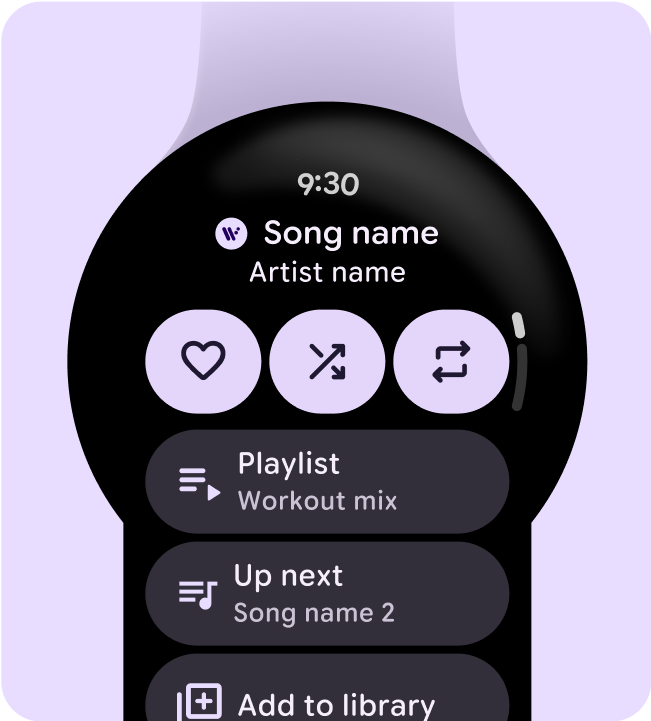 9:30
Song name
Artist name
Playlist
Workout mix
Up next
Song name 2
Add to library